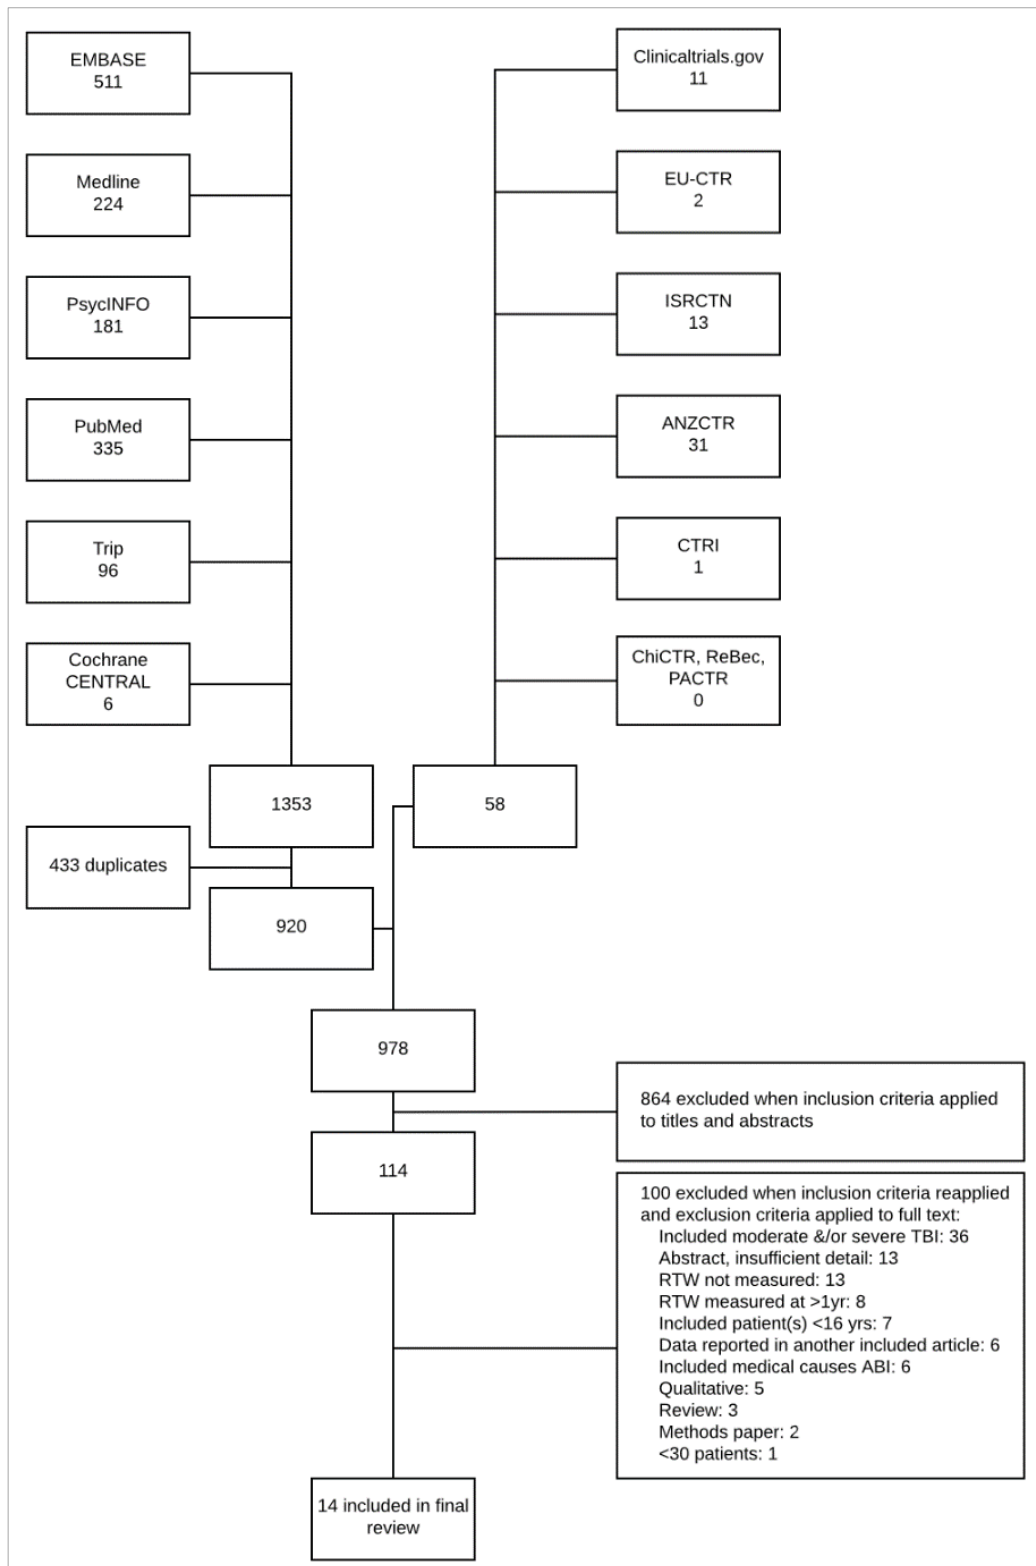 EMBASE
511
Medline
224
PsycINFO
181
PubMed
335
Trip
96
Cochrane
CENTRAL
6
Clinicaltrials.gov
11
EU-CTR
2
ISRCTN
13
ANZCTR
31
CTRI
1
ChiCTR, ReBec,
PACTR
0
1353
58
433 duplicates
920
978
864 excluded when inclusion criteria applied
to titles and abstracts
114
100 excluded when inclusion criteria reapplied
and exclusion criteria applied to full text:
Included moderate &/or severe TBI: 36
Abstract, insufficient detail: 13
RTW not measured: 13
RTW measured at >1yr: 8
Included patient(s) <16 yrs: 7
Data reported in another included article: 6
Included medical causes ABI: 6
Qualitative: 5
Review: 3
Methods paper: 2
<30 patients: 1
14 included in final
review